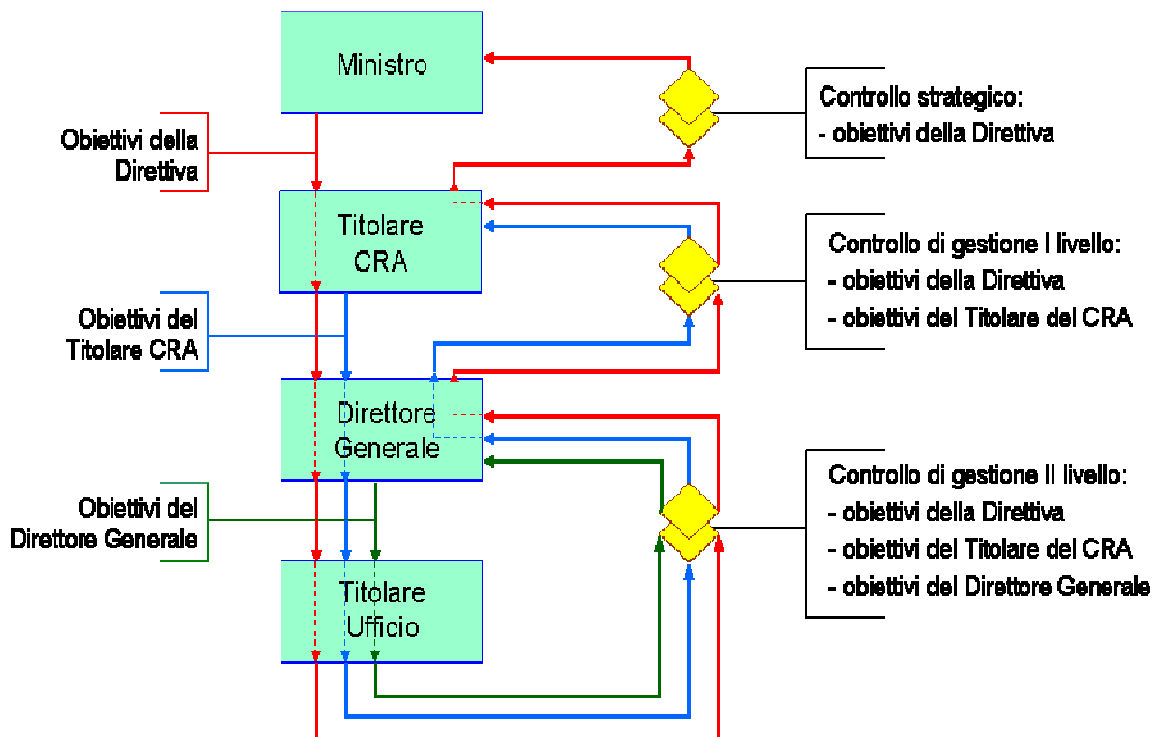 Ministro
Controllo strategico:
- obiettivi della Direttiva
Obiettivi della
Direttiva
Titolare
CRA
Controllo di gestione I livello:
- obiettivi della Direttiva
- obiettivi del Titolare del CRA
Obiettivi del
Titolare CRA
Direttore
Generale
Controllo di gestione II livello:
- obiettivi della Direttiva
- obiettivi del Titolare del CRA
- obiettivi del Direttore Generale
Obiettivi del
Direttore Generale
Titolare
Ufficio